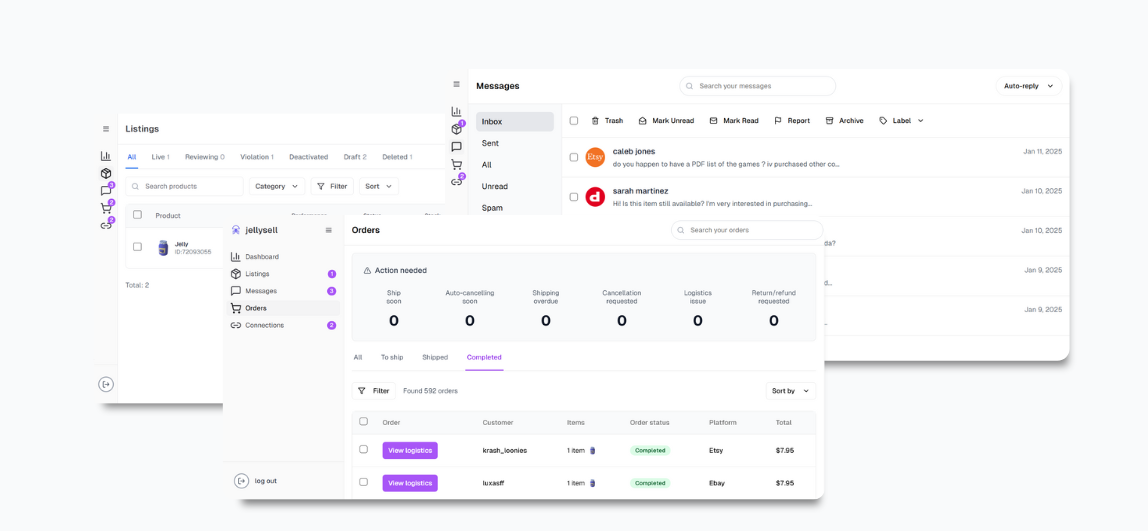 Messages
Search your messages
Auto-reply
Inbox
Sent
All
Unread
Spam
Trash
Mark Unread
Mark Read
Report
Archive
Label
caleb jones
do you happen to have a PDF list of the games ? iv purchased other co...
Jan 11, 2025
sarah martinez
Hi! Is this item still available? I'm very interested in purchasing...
Jan 10, 2025
Jan 10, 2025
da?
Jan 9, 2025
d...
Jan 9, 2025
1
2
Etsy
d
Listings
All
Live 1
Reviewing 0
Violation 1
Deactivated
Draft 2
Deleted 1
Search products
Category
Filter
Sort
Product
Jelly
ID:72093055
Total: 2
3
2
2
jellysell
Dashboard
Listings 1
Messages 3
Orders
Connections 2
log out
Orders
Search your orders
Action needed
Ship soon
0
Auto-cancelling soon
0
Shipping overdue
0
Cancellation requested
0
Logistics issue
0
Return/refund requested
0
All
To ship
Shipped
Completed
Filter
Found 592 orders
Sort by
Order Customer Items Order status Platform Total
View logistics krash_loonies 1 item Completed Etsy $7.95
View logistics luxasff 1 item Completed Ebay $7.95